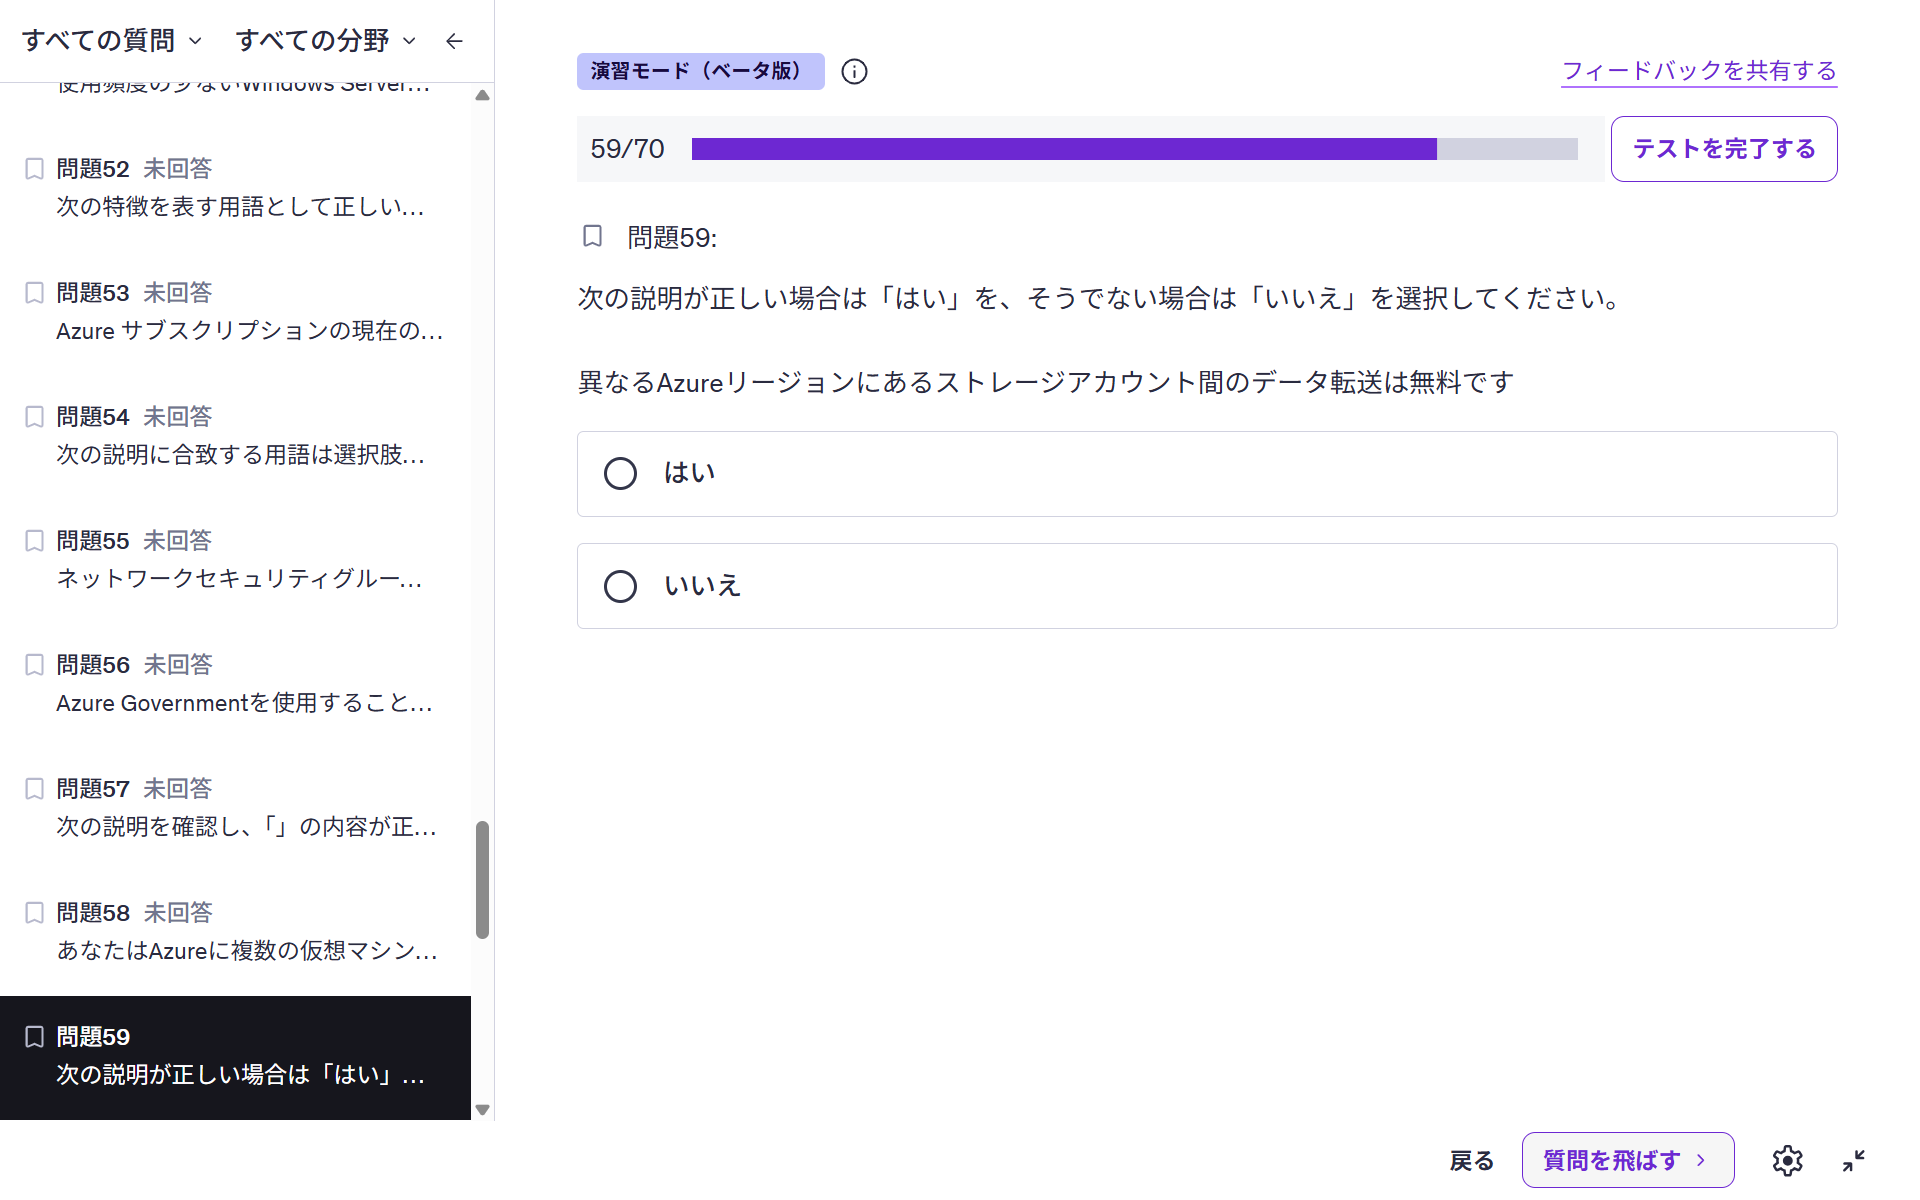 すべての質問
すべての分野
使用頻度の少ないWindows Server...
問題52 未回答
次の特徴を表す用語として正しい...
問題53 未回答
Azure サブスクリプションの現在の...
問題54 未回答
次の説明に合致する用語は選択肢...
問題55 未回答
ネットワークセキュリティグルー...
問題56 未回答
Azure Governmentを使用すること...
問題57 未回答
次の説明を確認し、「」の内容が正...
問題58 未回答
あなたはAzureに複数の仮想マシン...
問題59
次の説明が正しい場合は「はい」...
演習モード（ベータ版）
フィードバックを共有する
59/70
テストを完了する
問題59:
次の説明が正しい場合は「はい」を、そうでない場合は「いいえ」を選択してください。
異なるAzureリージョンにあるストレージアカウント間のデータ転送は無料です
はい
いいえ
戻る
質問を飛ばす